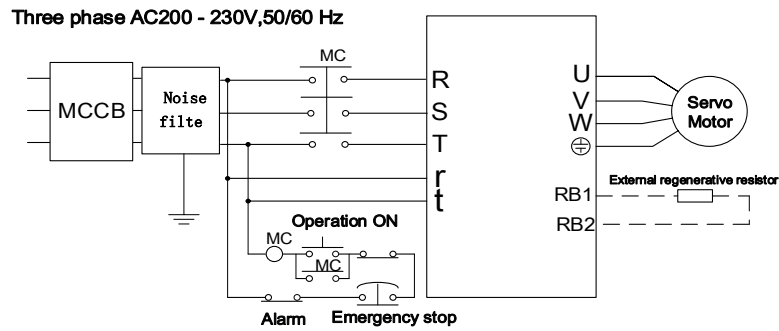 Three phase AC200 - 230V,50/60 Hz
MC
MCCB
Noise
filte
R
S
T
r
t
U
V
W
Servo
Motor
External regenerative resistor
RB1
RB2
Operation ON
MC
MC
Alarm
Emergency stop